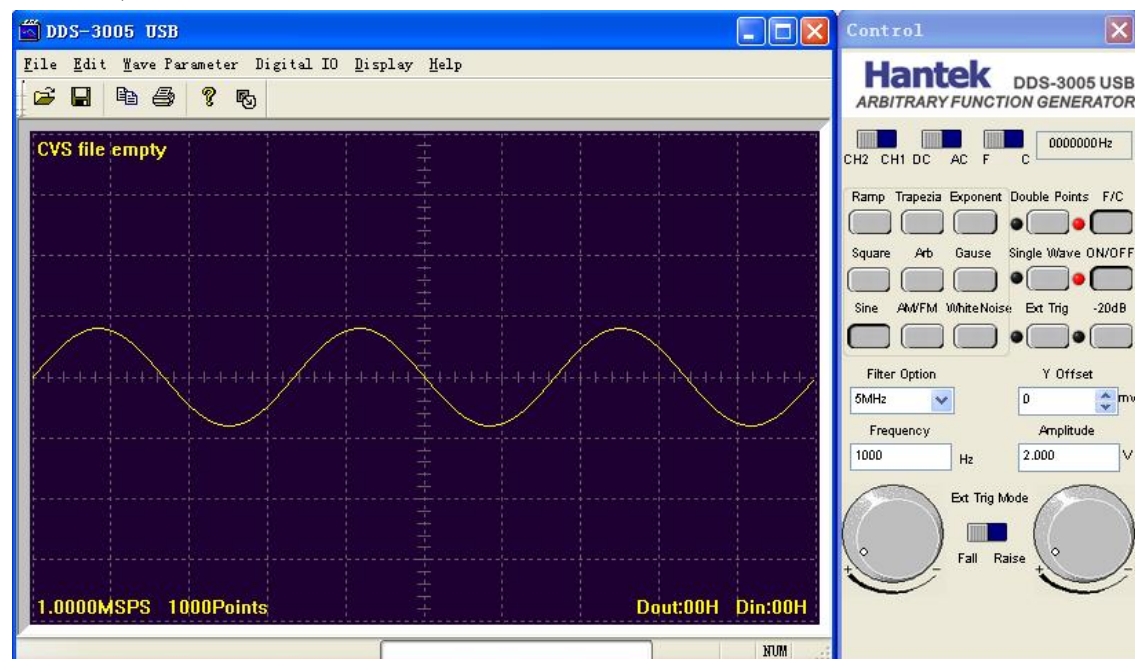 DDS-3005 USB
File Edit Wave Parameter Digital IO Display Help
CVS file empty
1.0000MSPS 1000Points Dout:00H Din:00H
NUM
Control
Hantek DDS-3005 USB
ARBITRARY FUNCTION GENERATOR
0000000Hz
CH2 CH1 DC AC F C
Ramp Trapezia Exponent Double Points F/C
Square Arb Gause Single Wave ON/OFF
Sine AM/FM WhiteNoise Ext Trig -20dB
Filter Option Y Offset
5MHz 0 mv
Frequency Amplitude
1000 Hz 2.000 V
Ext Trig Mode
Fall Raise
- + + -